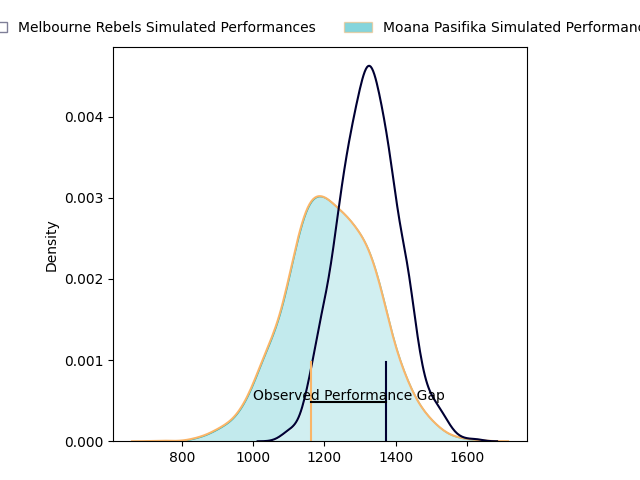 Melbourne Rebels Simulated Performances
Moana Pasifika Simulated
Density
0.004
0.003
0.002
0.001
0.000
Observed Performance Gap
800 1000 1200 1400 1600